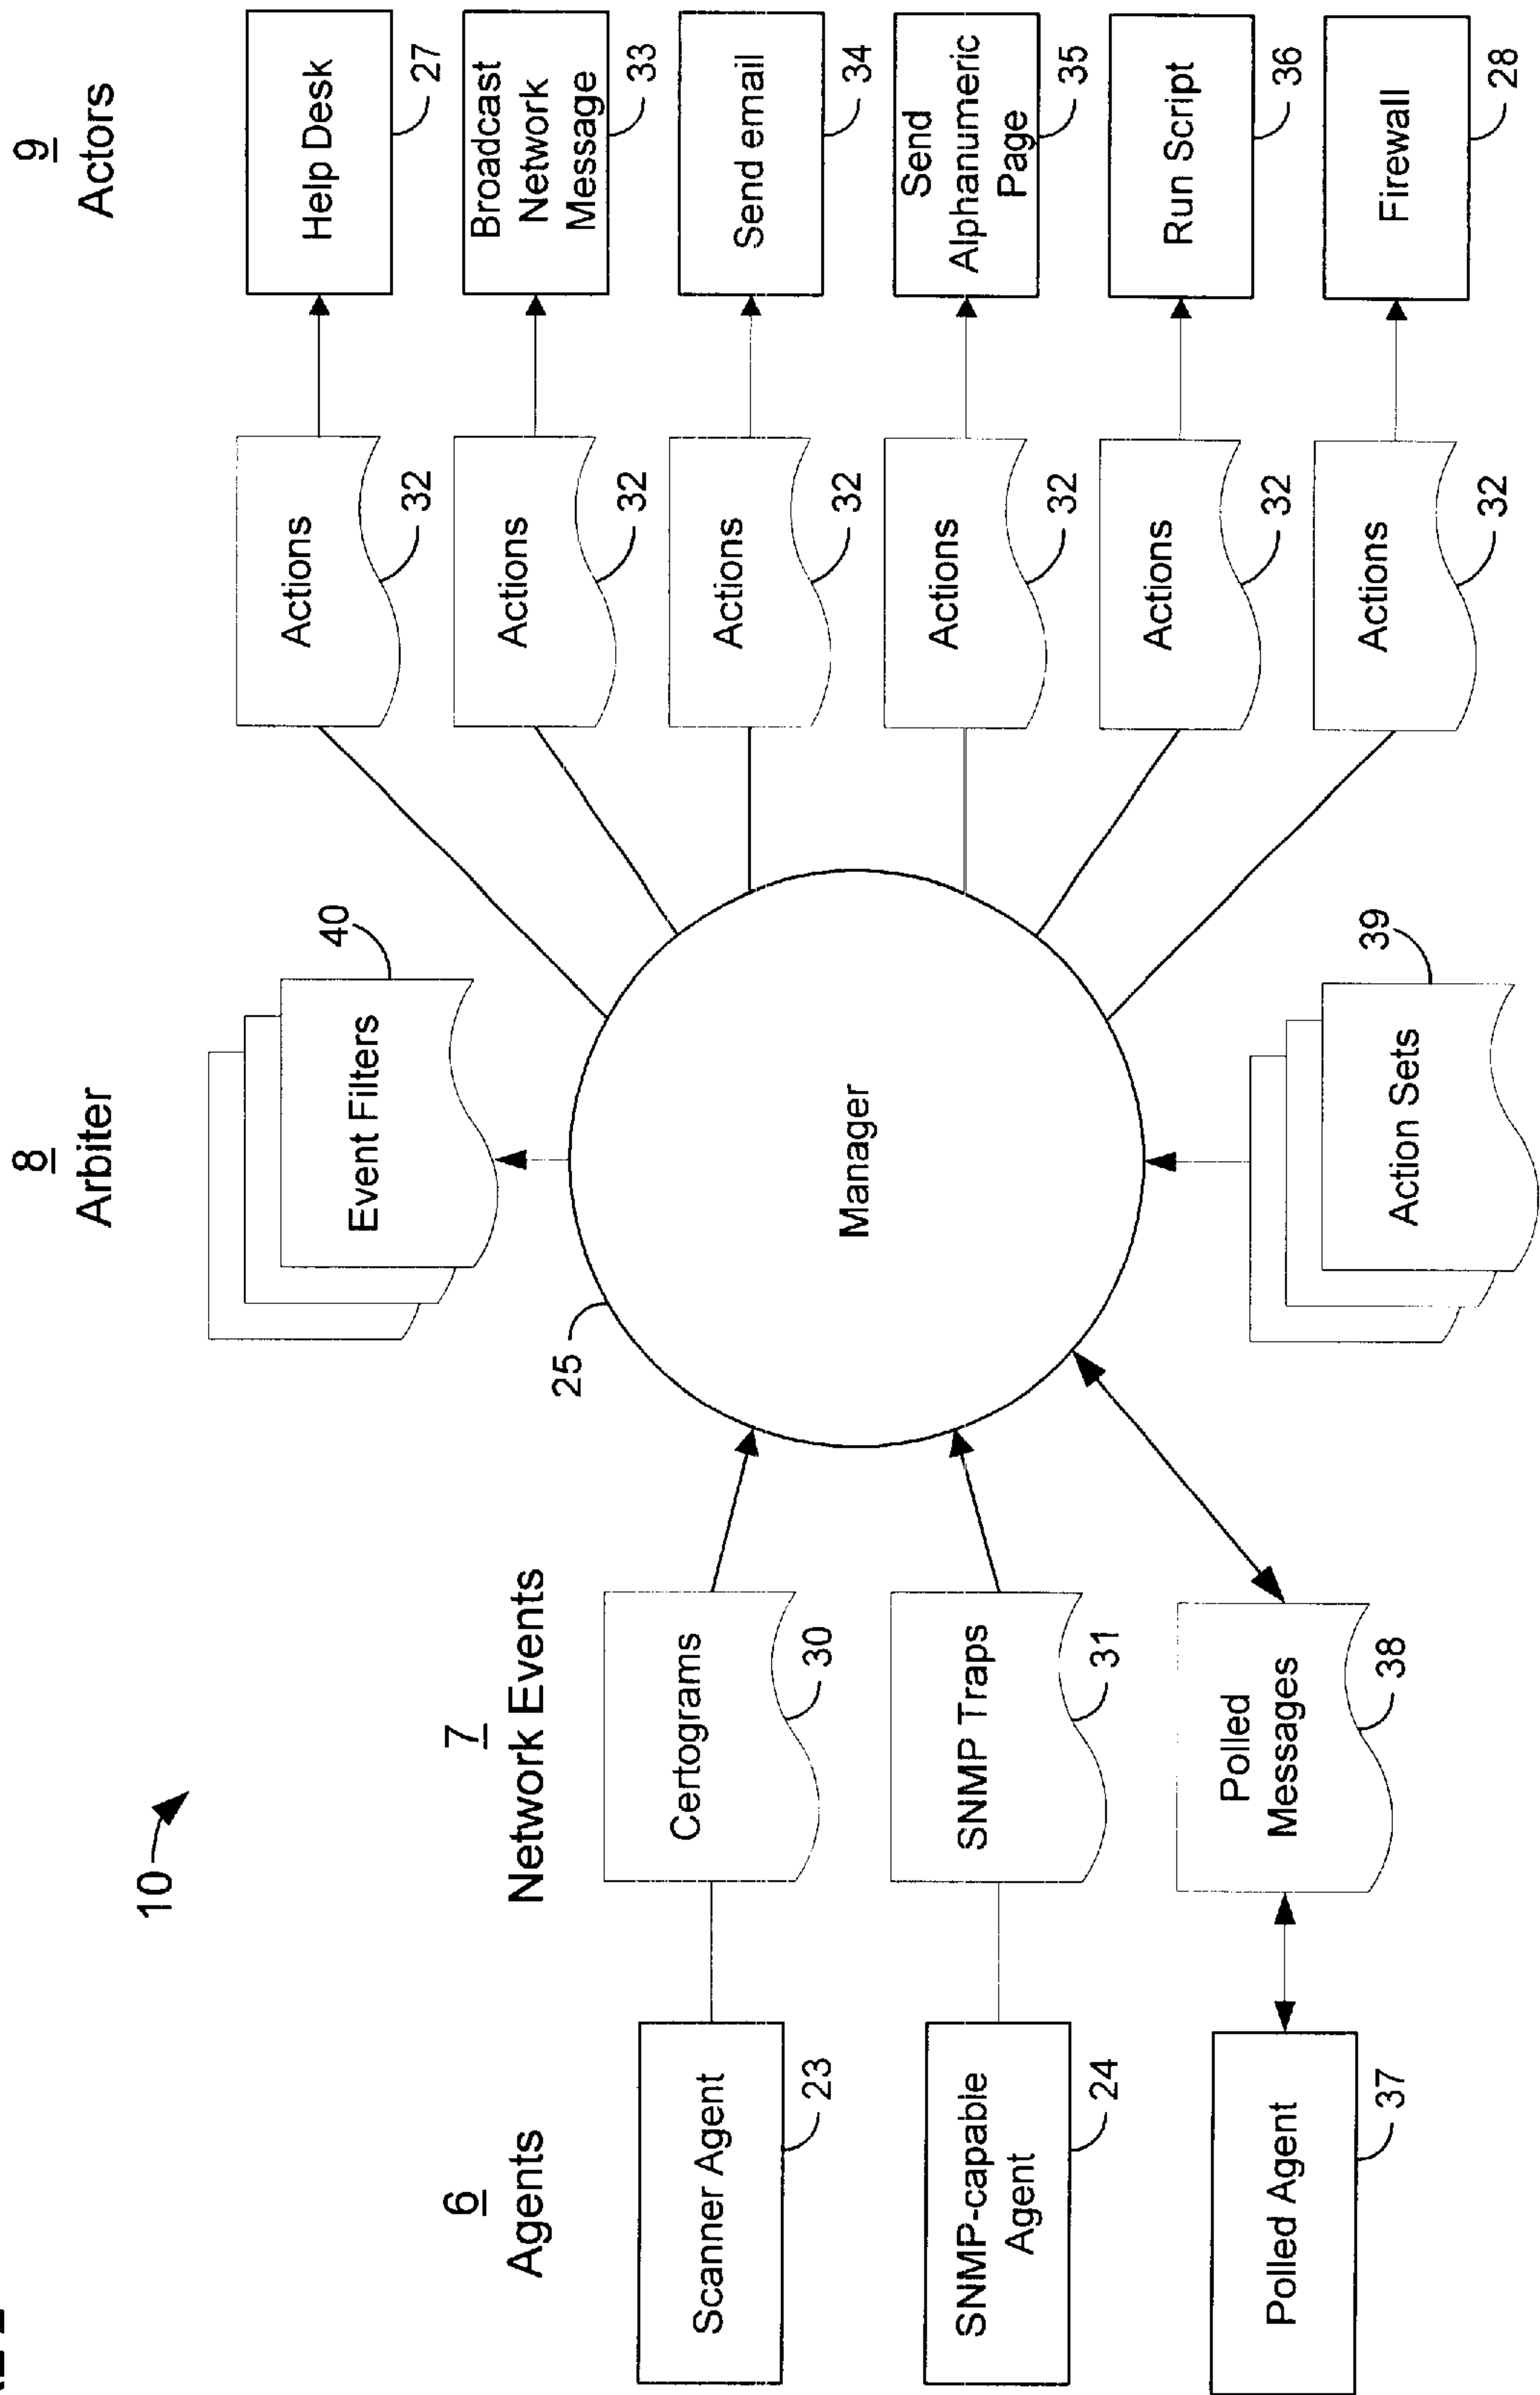 10
6
Agents
7
Network Events
8
Arbiter
9
Actors
Scanner Agent
23
SNMP-capable
Agent
24
Polled Agent
37
Certograms
30
SNMP Traps
31
Polled
Messages
38
25
Manager
Event Filters
40
Action Sets
39
Actions
32
Actions
32
Actions
32
Actions
32
Actions
32
Actions
32
Help Desk
27
Broadcast
Network
Message
33
Send email
34
Send
Alphanumeric
Page
35
Run Script
36
Firewall
28